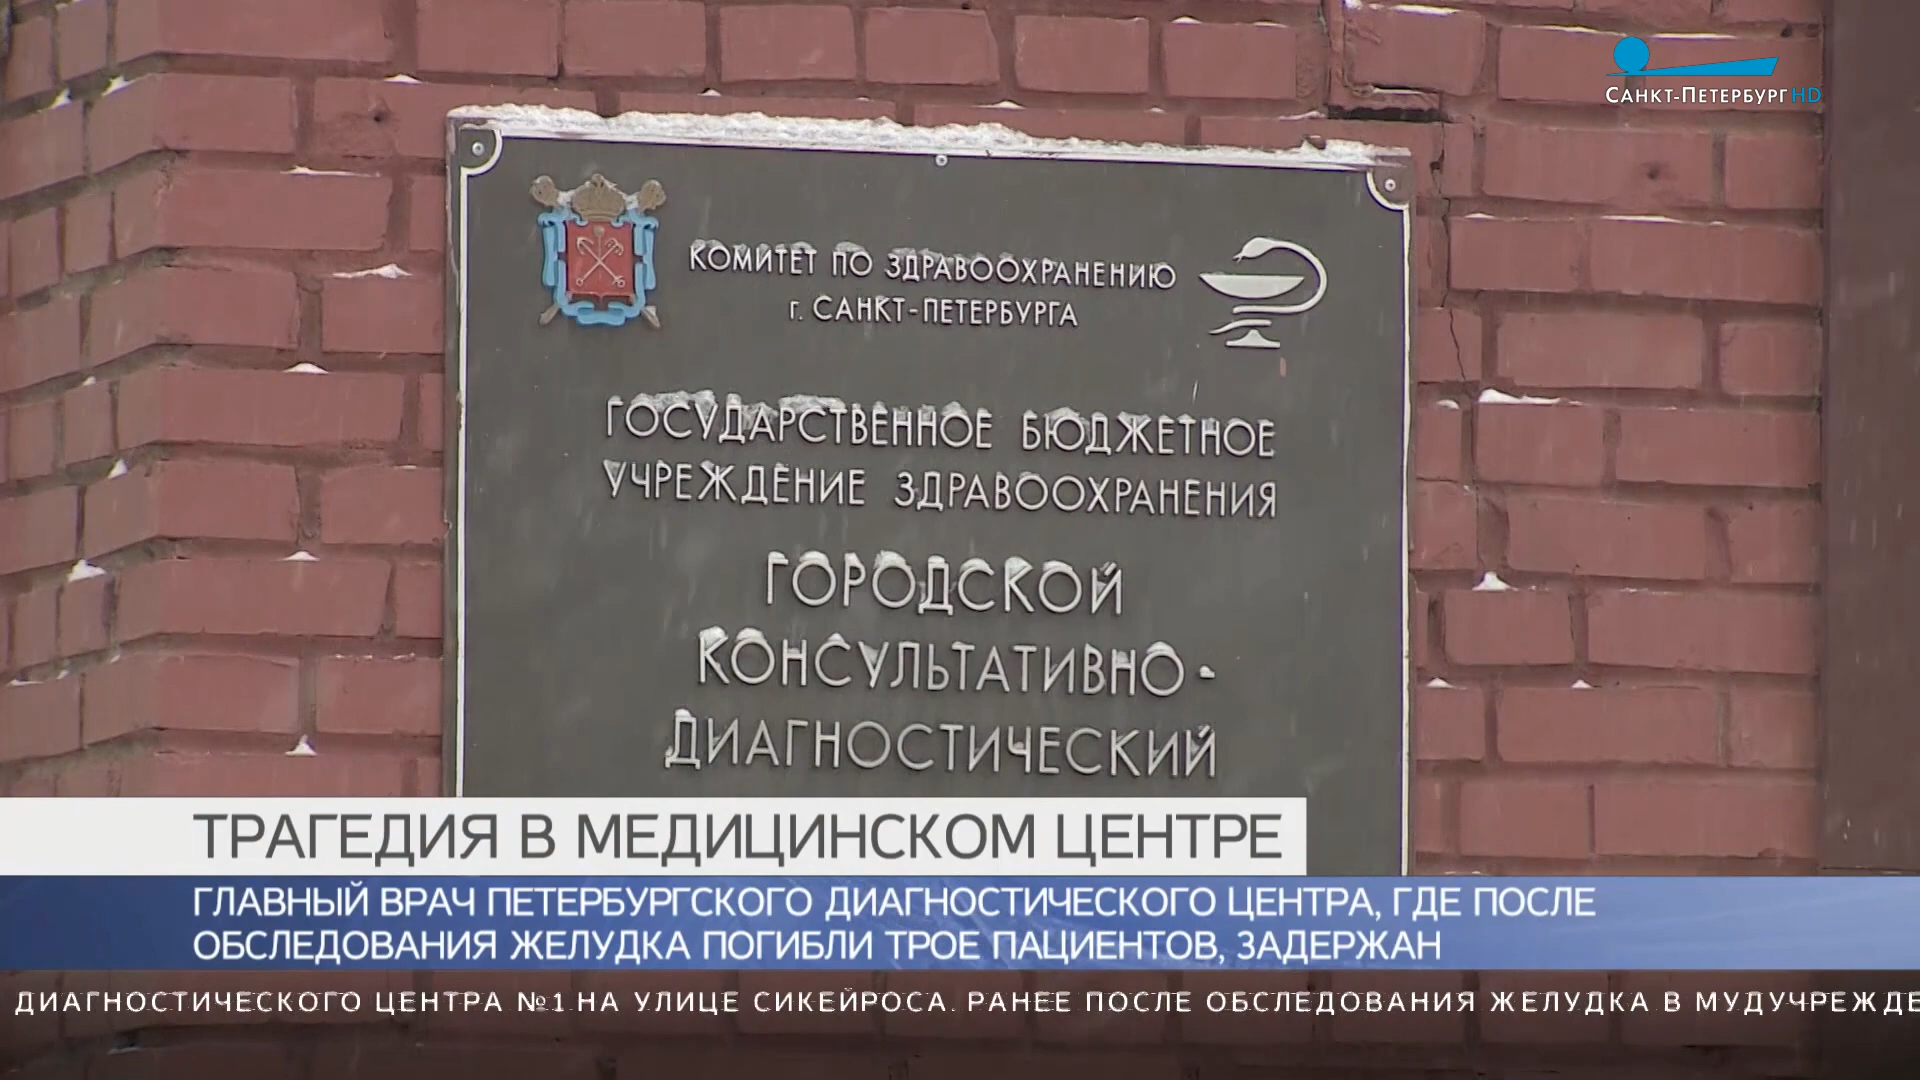 САНКТ-ПЕТЕРБУРГ HD
КОМИТЕТ ПО ЗДРАВООХРАНЕНИЮ
г. САНКТ-ПЕТЕРБУРГА
ГОСУДАРСТВЕННОЕ БЮДЖЕТНОЕ
УЧРЕЖДЕНИЕ ЗДРАВООХРАНЕНИЯ
ГОРОДСКОЙ
КОНСУЛЬТАТИВНО-
ДИАГНОСТИЧЕСКИЙ
ТРАГЕДИЯ В МЕДИЦИНСКОМ ЦЕНТРЕ
ГЛАВНЫЙ ВРАЧ ПЕТЕРБУРГСКОГО ДИАГНОСТИЧЕСКОГО ЦЕНТРА, ГДЕ ПОСЛЕ
ОБСЛЕДОВАНИЯ ЖЕЛУДКА ПОГИБЛИ ТРОЕ ПАЦИЕНТОВ, ЗАДЕРЖАН
ДИАГНОСТИЧЕСКОГО ЦЕНТРА №1 НА УЛИЦЕ СИКЕЙРОСА. РАНЕЕ ПОСЛЕ ОБСЛЕДОВАНИЯ ЖЕЛУДКА В МУДУЧРЕЖДЕ